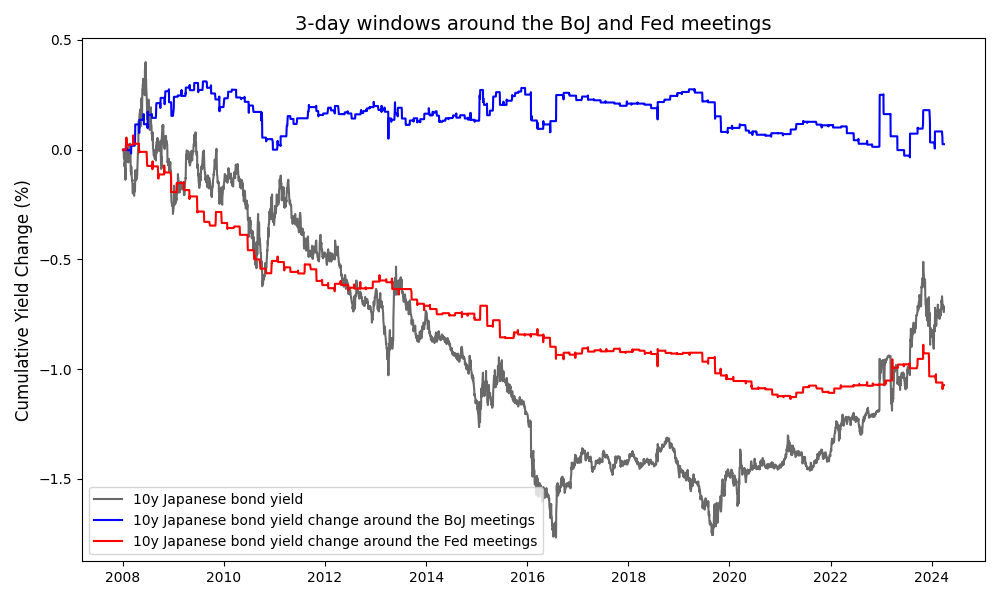 3-day windows around the BoJ and Fed meetings
Cumulative Yield Change (%)
0.5
0.0
−0.5
−1.0
−1.5
10y Japanese bond yield
10y Japanese bond yield change around the BoJ meetings
10y Japanese bond yield change around the Fed meetings
2008 2010 2012 2014 2016 2018 2020 2022 2024